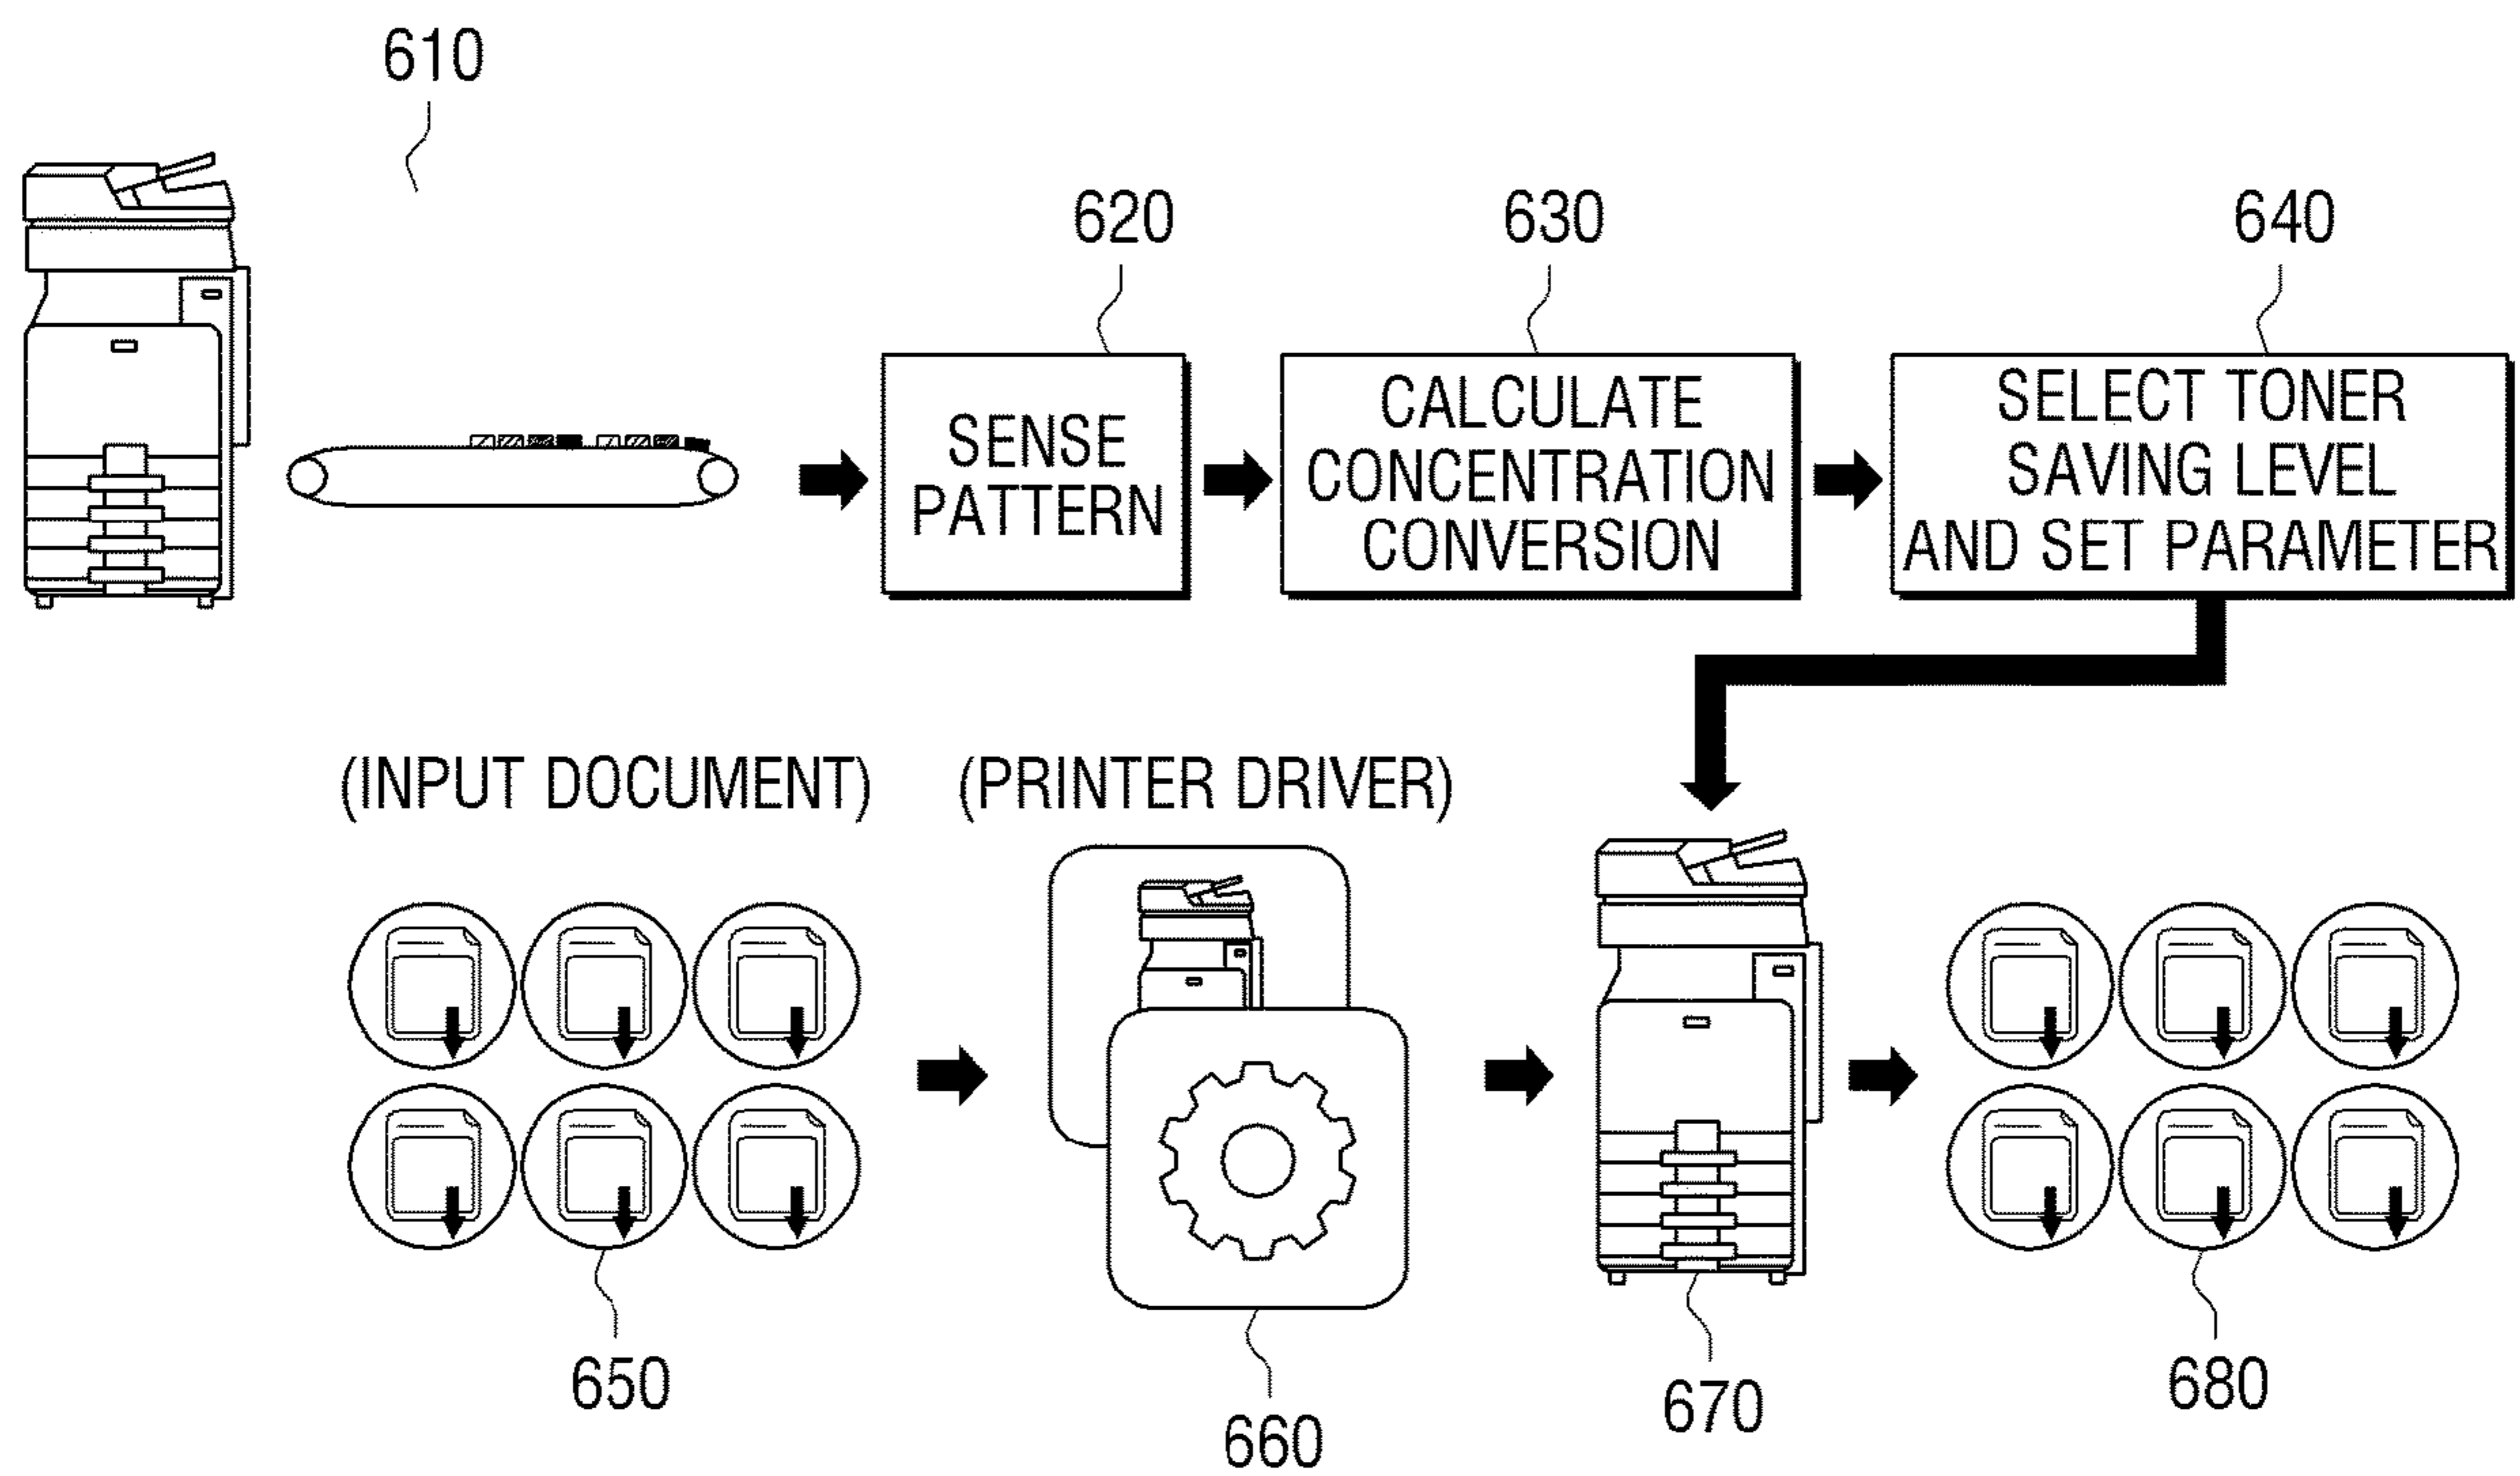 610
620
630
640
SENSE
PATTERN
CALCULATE
CONCENTRATION
CONVERSION
SELECT TONER
SAVING LEVEL
AND SET PARAMETER
(INPUT DOCUMENT)
(PRINTER DRIVER)
650
660
670
680